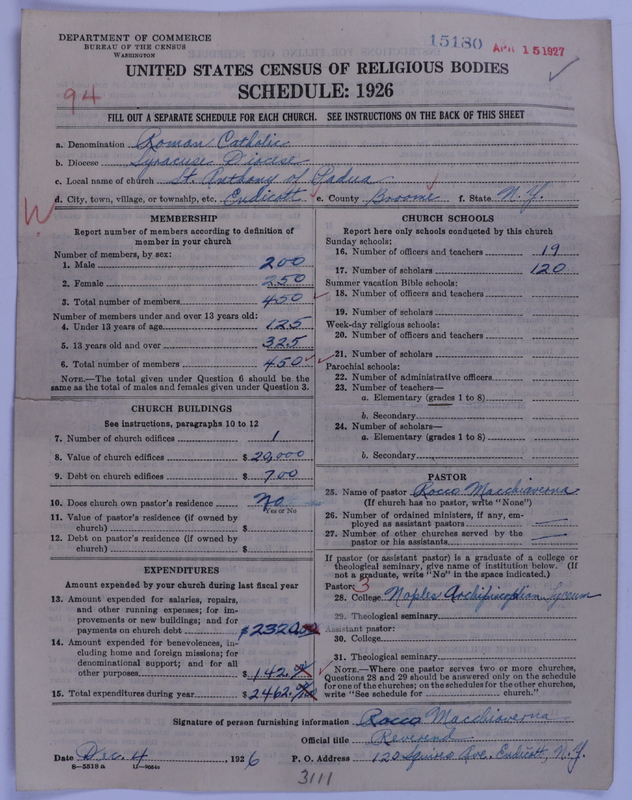 DEPARTMENT OF COMMERCE
BUREAU OF THE CENSUS
WASHINGTON
15180
APR 15 1927
UNITED STATES CENSUS OF RELIGIOUS BODIES
SCHEDULE: 1926
94
FILL OUT A SEPARATE SCHEDULE FOR EACH CHURCH. SEE INSTRUCTIONS ON THE BACK OF THIS SHEET
a. Denomination Roman Catholic
b. Diocese Syracuse Diocese
c. Local name of church St. Anthony of Padua
d. City, town, village, or township, etc. Endicott e. County Broome f. State N.Y.
W
MEMBERSHIP
Report number of members according to definition of
member in your church
Number of members, by sex:
1. Male 200
2. Female 250
3. Total number of members 450
Number of members under and over 13 years old:
4. Under 13 years of age 125
5. 13 years old and over 325
6. Total number of members 450
NOTE.—The total given under Question 6 should be
same as the total of males and females given under Question 3.
CHURCH BUILDINGS
See instructions, paragraphs 10 to 12
7. Number of church edifices 1
8. Value of church edifices $ 20,000
9. Debt on church edifices $ 700
10. Does church own pastor's residence No
Yes or No
11. Value of pastor's residence (if owned by
church) $
12. Debt on pastor's residence (if owned by
church) $
EXPENDITURES
Amount expended by your church during last fiscal year
13. Amount expended for salaries, repairs,
and other running expenses; for im-
provements or new buildings; and for
payments on church debt $2320.00
14. Amount expended for benevolences, in-
cluding home and foreign missions; for
denominational support; and for all
other purposes $ 142.
15. Total expenditures during year $ 2462.
CHURCH SCHOOLS
Report here only schools conducted by this church
Sunday schools:
16. Number of officers and teachers 19
17. Number of scholars 120
Summer vacation Bible schools:
18. Number of officers and teachers
19. Number of scholars
Week-day religious schools:
20. Number of officers and teachers
21. Number of scholars
Parochial schools:
22. Number of administrative officers
23. Number of teachers—
a. Elementary (grades 1 to 8)
b. Secondary
24. Number of scholars—
a. Elementary (grades 1 to 8)
b. Secondary
PASTOR
25. Name of pastor Rocco Macchiaverna
(If church has no pastor, write "None")
26. Number of ordained ministers, if any, em-
ployed as assistant pastors —
27. Number of other churches served by the
pastor or his assistants —
If pastor (or assistant pastor) is a graduate of a college or
theological seminary, give name of institution below. (If
not a graduate, write "No" in the space indicated.)
Pastor: 3
28. College Naples Archiepiscopal Lyceum
29. Theological seminary
Assistant pastor:
30. College
31. Theological seminary
NOTE.—Where one pastor serves two or more churches,
Questions 28 and 29 should be answered only on the schedule
for one of the churches; on the schedules for the other churches,
write "See schedule for church."
Signature of person furnishing information Rocco Macchiaverna
Official title Reverend
Date Dec. 4, 1926 P. O. Address 120 Squires Ave. Endicott, N.Y.
8—5518 a
3111